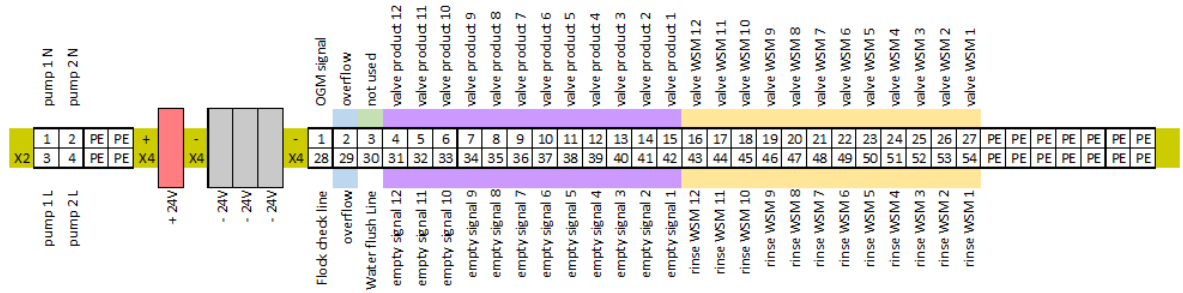 pump 1 N
pump 2 N
OGM signal
overflow
not used
valve product 12
valve product 11
valve product 10
valve product 9
valve product 8
valve product 7
valve product 6
valve product 5
valve product 4
valve product 3
valve product 2
valve product 1
valve WSM 12
valve WSM 11
valve WSM 10
valve WSM 9
valve WSM 8
valve WSM 7
valve WSM 6
valve WSM 5
valve WSM 4
valve WSM 3
valve WSM 2
valve WSM 1
1 2 PE PE + - - 1 2 3 4 5 6 7 8 9 10 11 12 13 14 15 16 17 18 19 20 21 22 23 24 25 26 27 PE PE PE PE PE PE PE
X2 3 4 PE PE X4 X4 X4 28 29 30 31 32 33 34 35 36 37 38 39 40 41 42 43 44 45 46 47 48 49 50 51 52 53 54 PE PE PE PE PE PE PE
pump 1 L
pump 2 L
+ 24V
- 24V
- 24V
- 24V
Flock check line
overflow
Water flush Line
empty signal 12
empty signal 11
empty signal 10
empty signal 9
empty signal 8
empty signal 7
empty signal 6
empty signal 5
empty signal 4
empty signal 3
empty signal 2
empty signal 1
rinse WSM 12
rinse WSM 11
rinse WSM 10
rinse WSM 9
rinse WSM 8
rinse WSM 7
rinse WSM 6
rinse WSM 5
rinse WSM 4
rinse WSM 3
rinse WSM 2
rinse WSM 1